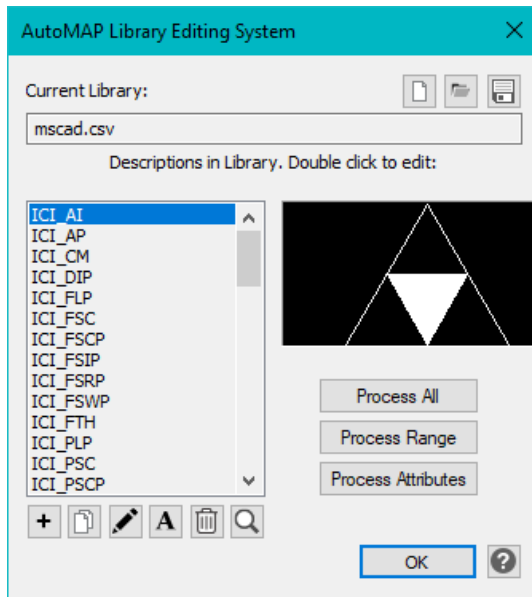 AutoMAP Library Editing System
Current Library:
mscad.csv
Descriptions in Library. Double click to edit:
ICI_AI
ICI_AP
ICI_CM
ICI_DIP
ICI_FLP
ICI_FSC
ICI_FSCP
ICI_FSIP
ICI_FSRP
ICI_FSWP
ICI_FTH
ICI_PLP
ICI_PSC
ICI_PSCP
Process All
Process Range
Process Attributes
A
OK
?